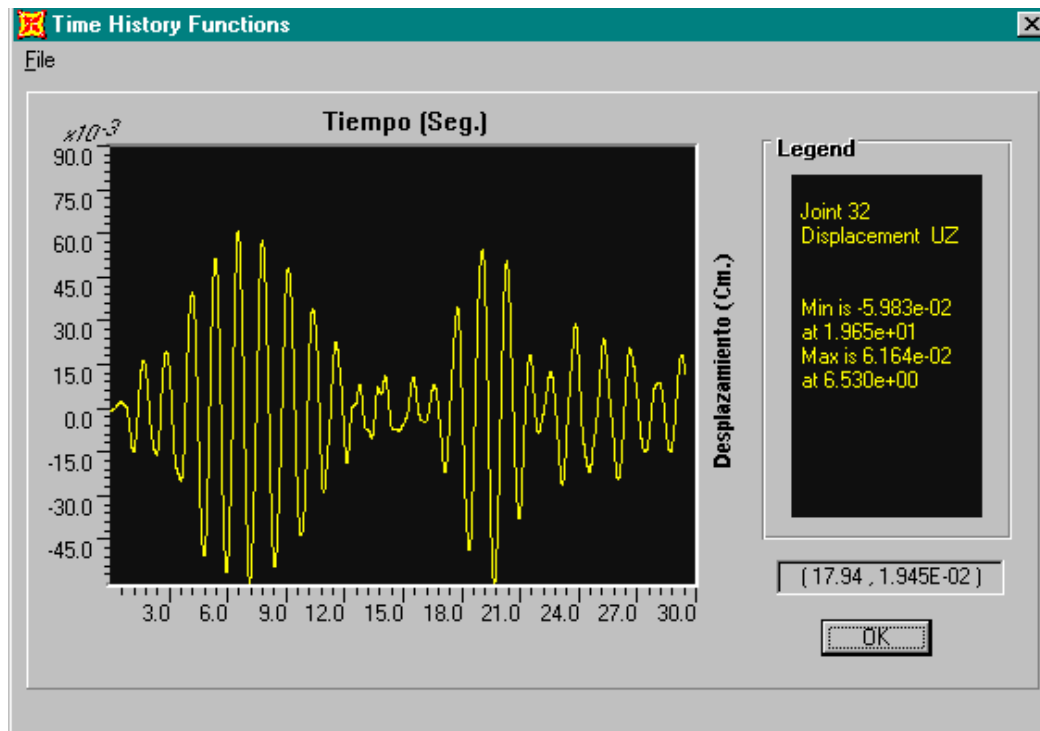 Time History Functions
File
Tiempo (Seg.)
x10-3
90.0
75.0
60.0
45.0
30.0
15.0
0.0
-15.0
-30.0
-45.0
3.0 6.0 9.0 12.0 15.0 18.0 21.0 24.0 27.0 30.0
Desplazamiento (Cm.)
Legend
Joint 32
Displacement UZ
Min is -5.983e-02
at 1.965e+01
Max is 6.164e-02
at 6.530e+00
( 17.94 , 1.945E-02 )
OK